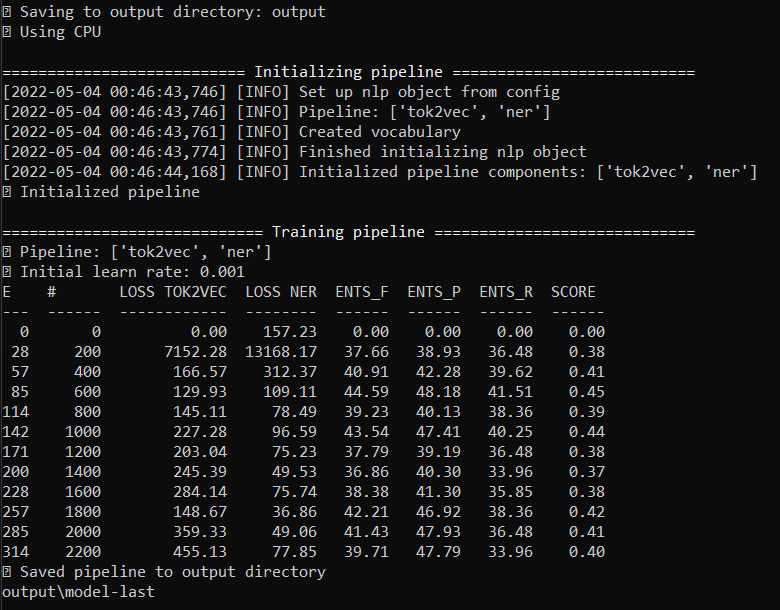 ⍰ Saving to output directory: output
⍰ Using CPU
=========================== Initializing pipeline ===========================
[2022-05-04 00:46:43,746] [INFO] Set up nlp object from config
[2022-05-04 00:46:43,746] [INFO] Pipeline: ['tok2vec', 'ner']
[2022-05-04 00:46:43,761] [INFO] Created vocabulary
[2022-05-04 00:46:43,774] [INFO] Finished initializing nlp object
[2022-05-04 00:46:44,168] [INFO] Initialized pipeline components: ['tok2vec', 'ner']
⍰ Initialized pipeline
============================= Training pipeline =============================
⍰ Pipeline: ['tok2vec', 'ner']
⍰ Initial learn rate: 0.001
E    #       LOSS TOK2VEC  LOSS NER  ENTS_F  ENTS_P  ENTS_R  SCORE
---  ------  ------------  --------  ------  ------  ------  ------
  0       0          0.00    157.23    0.00    0.00    0.00    0.00
 28     200       7152.28  13168.17   37.66   38.93   36.48    0.38
 57     400        166.57    312.37   40.91   42.28   39.62    0.41
 85     600        129.93    109.11   44.59   48.18   41.51    0.45
114     800        145.11     78.49   39.23   40.13   38.36    0.39
142    1000        227.28     96.59   43.54   47.41   40.25    0.44
171    1200        203.04     75.23   37.79   39.19   36.48    0.38
200    1400        245.39     49.53   36.86   40.30   33.96    0.37
228    1600        284.14     75.74   38.38   41.30   35.85    0.38
257    1800        148.67     36.86   42.21   46.92   38.36    0.42
285    2000        359.33     49.06   41.43   47.93   36.48    0.41
314    2200        455.13     77.85   39.71   47.79   33.96    0.40
⍰ Saved pipeline to output directory
output\model-last